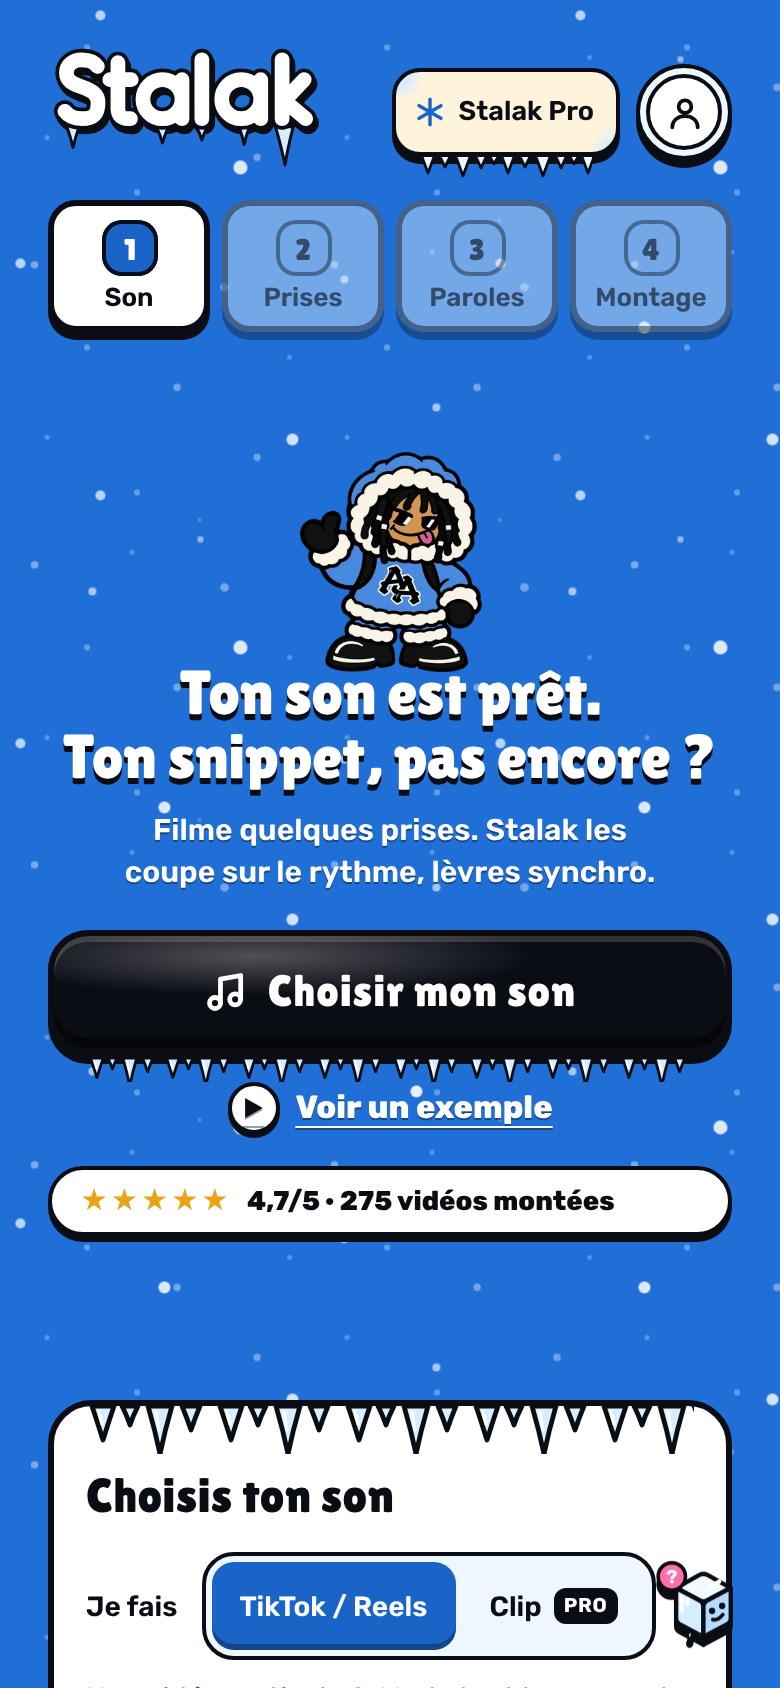 Stalak
Stalak Pro
1
Son
2
Prises
3
Paroles
4
Montage
AA
Ton son est prêt.
Ton snippet, pas encore ?
Filme quelques prises. Stalak les
coupe sur le rythme, lèvres synchro.
Choisir mon son
Voir un exemple
★★★★★ 4,7/5 • 275 vidéos montées
Choisis ton son
Je fais
TikTok / Reels
Clip PRO
?